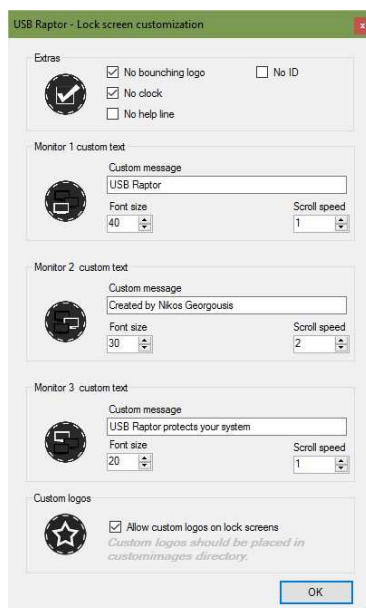 USB Raptor - Lock screen customization
x
Extras
No bounching logo
No ID
No clock
No help line
Monitor 1 custom text
Custom message
USB Raptor
Font size
Scroll speed
40
1
Monitor 2 custom text
Custom message
Created by Nikos Georgousis
Font size
Scroll speed
30
2
Monitor 3 custom text
Custom message
USB Raptor protects your system
Font size
Scroll speed
20
1
Custom logos
Allow custom logos on lock screens
Custom logos should be placed in
customimages directory.
OK